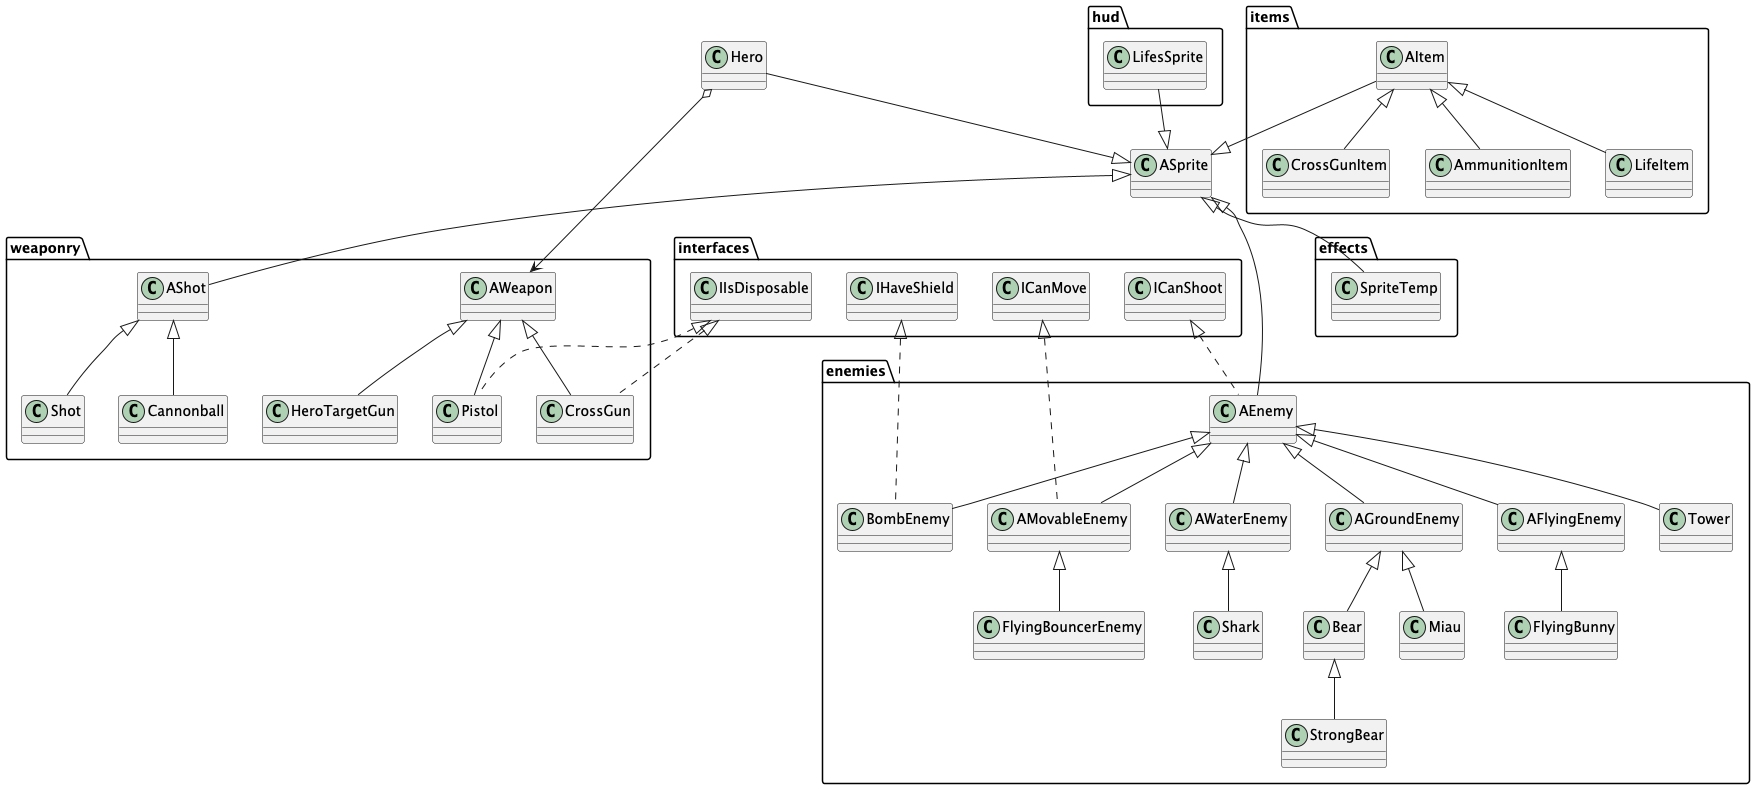 hud
items
C Hero
C LifesSprite
C AItem
C ASprite
C CrossGunItem
C AmmunitionItem
C LifeItem
weaponry
interfaces
effects
C AShot
C AWeapon
C IIsDisposable
C IHaveShield
C ICanMove
C ICanShoot
C SpriteTemp
enemies
C Shot
C Cannonball
C HeroTargetGun
C Pistol
C CrossGun
C AEnemy
C BombEnemy
C AMovableEnemy
C AWaterEnemy
C AGroundEnemy
C AFlyingEnemy
C Tower
C FlyingBouncerEnemy
C Shark
C Bear
C Miau
C FlyingBunny
C StrongBear